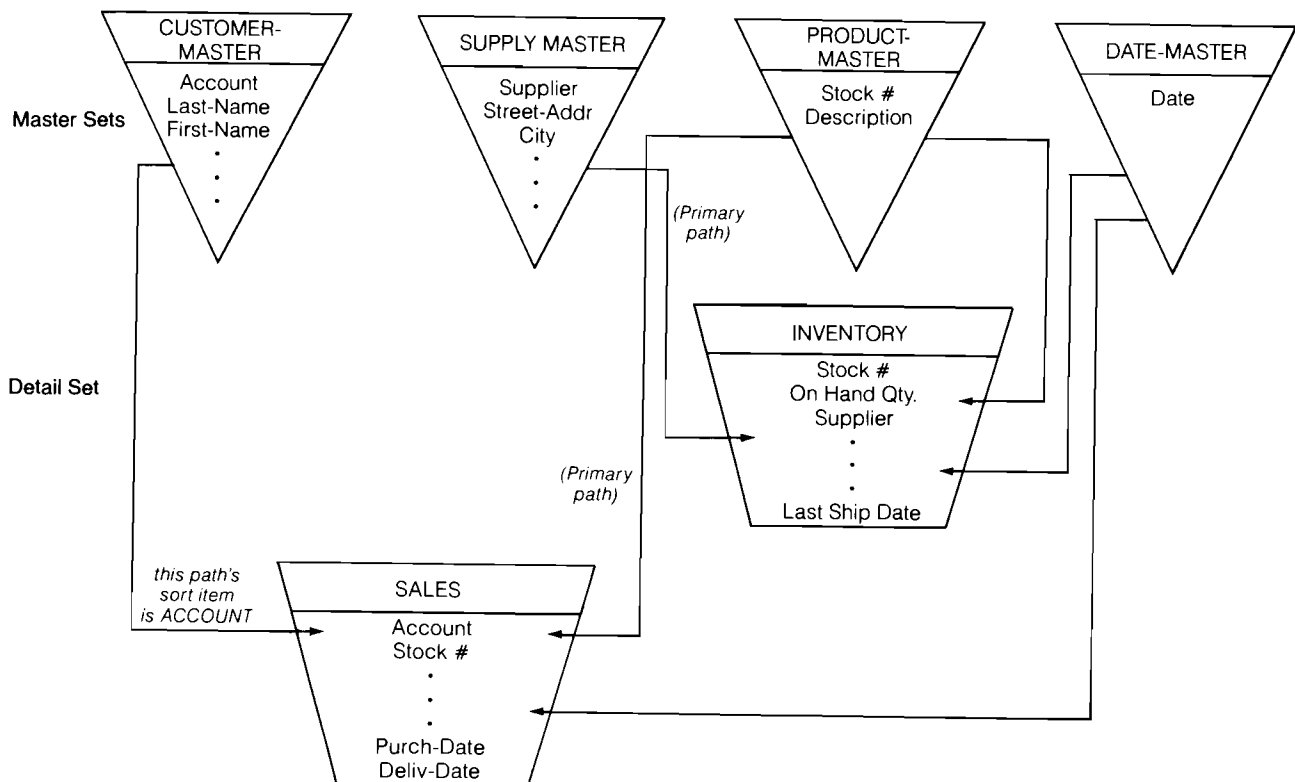 CUSTOMER-
MASTER
Account
Last-Name
First-Name
SUPPLY MASTER
Supplier
Street-Addr
City
PRODUCT-
MASTER
Stock #
Description
DATE-MASTER
Date
Master Sets
(Primary
path)
INVENTORY
Stock #
On Hand Qty.
Supplier
Last Ship Date
Detail Set
(Primary
path)
this path's
sort item
is ACCOUNT
SALES
Account
Stock #
Purch-Date
Deliv-Date